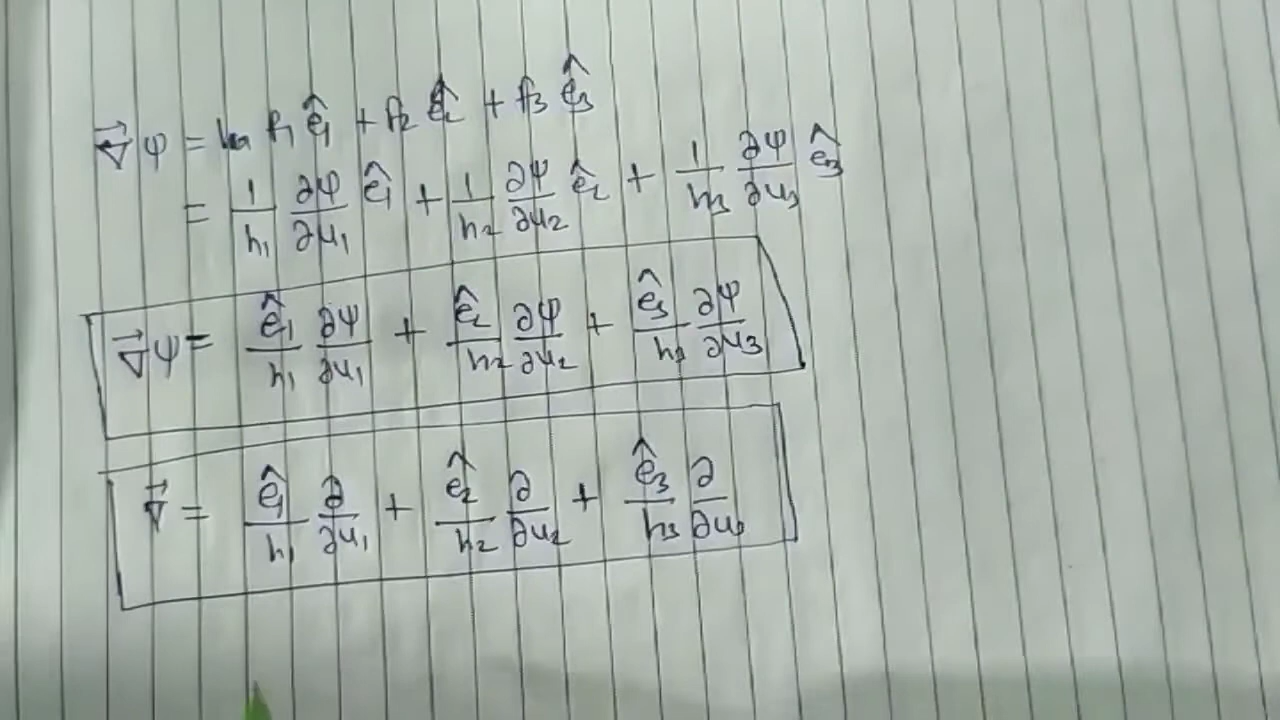 ∇⃗ψ = f₁ ê₁ + f₂ ê₂ + f₃ ê₃
= 1/h₁ ∂ψ/∂u₁ ê₁ + 1/h₂ ∂ψ/∂u₂ ê₂ + 1/h₃ ∂ψ/∂u₃ ê₃
∇⃗ψ = ê₁/h₁ ∂ψ/∂u₁ + ê₂/h₂ ∂ψ/∂u₂ + ê₃/h₃ ∂ψ/∂u₃
∇⃗ = ê₁/h₁ ∂/∂u₁ + ê₂/h₂ ∂/∂u₂ + ê₃/h₃ ∂/∂u₃